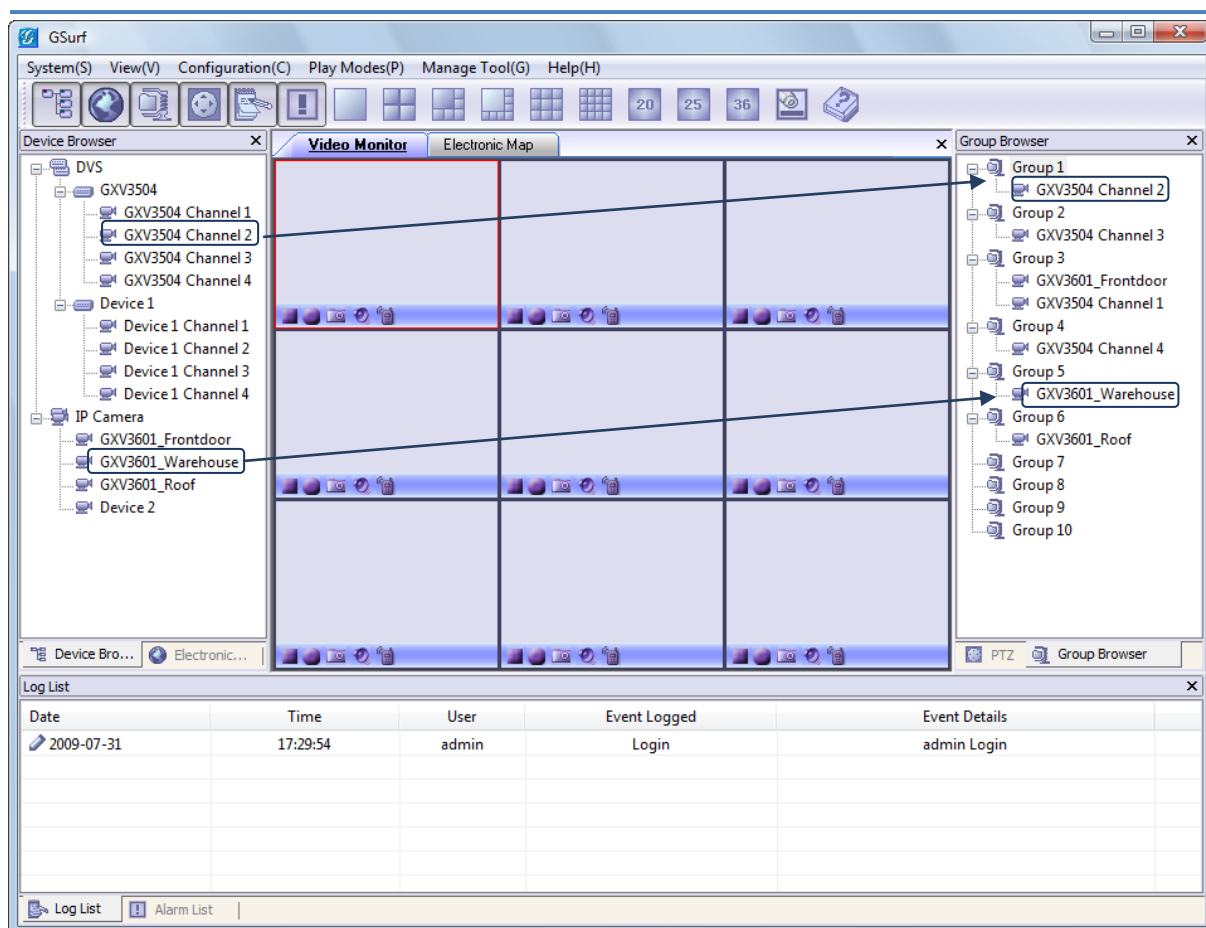 GSurf
System(S) View(V) Configuration(C) Play Modes(P) Manage Tool(G) Help(H)
20 25 36
Device Browser
DVS
GXV3504
GXV3504 Channel 1
GXV3504 Channel 2
GXV3504 Channel 3
GXV3504 Channel 4
Device 1
Device 1 Channel 1
Device 1 Channel 2
Device 1 Channel 3
Device 1 Channel 4
IP Camera
GXV3601_Frontdoor
GXV3601_Warehouse
GXV3601_Roof
Device 2
Device Bro... Electronic...
Video Monitor Electronic Map
Group Browser
Group 1
GXV3504 Channel 2
Group 2
GXV3504 Channel 3
Group 3
GXV3601_Frontdoor
GXV3504 Channel 1
Group 4
GXV3504 Channel 4
Group 5
GXV3601_Warehouse
Group 6
GXV3601_Roof
Group 7
Group 8
Group 9
Group 10
PTZ Group Browser
Log List
Date Time User Event Logged Event Details
2009-07-31 17:29:54 admin Login admin Login
Log List Alarm List